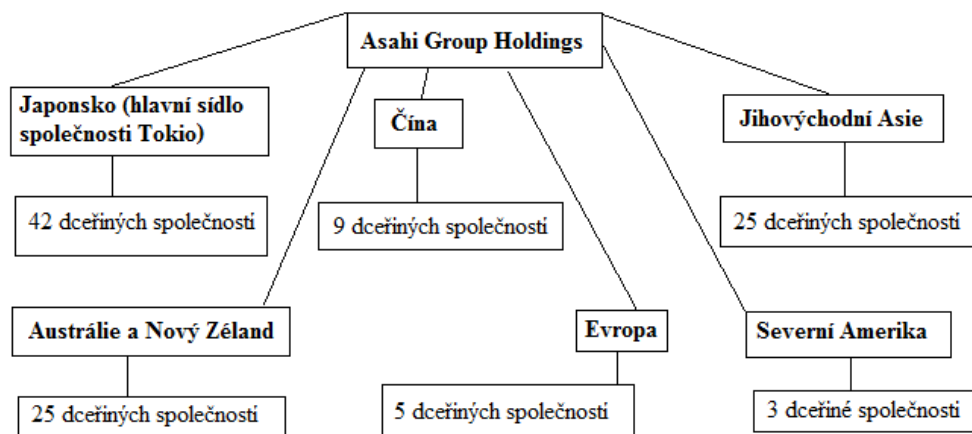 Asahi Group Holdings
Japonsko (hlavní sídlo
společnosti Tokio)
Čína
Jihovýchodní Asie
42 dceřiných společností
9 dceřiných společností
25 dceřiných společností
Austrálie a Nový Zéland
Evropa
Severní Amerika
25 dceřiných společností
5 dceřiných společností
3 dceřiné společnosti